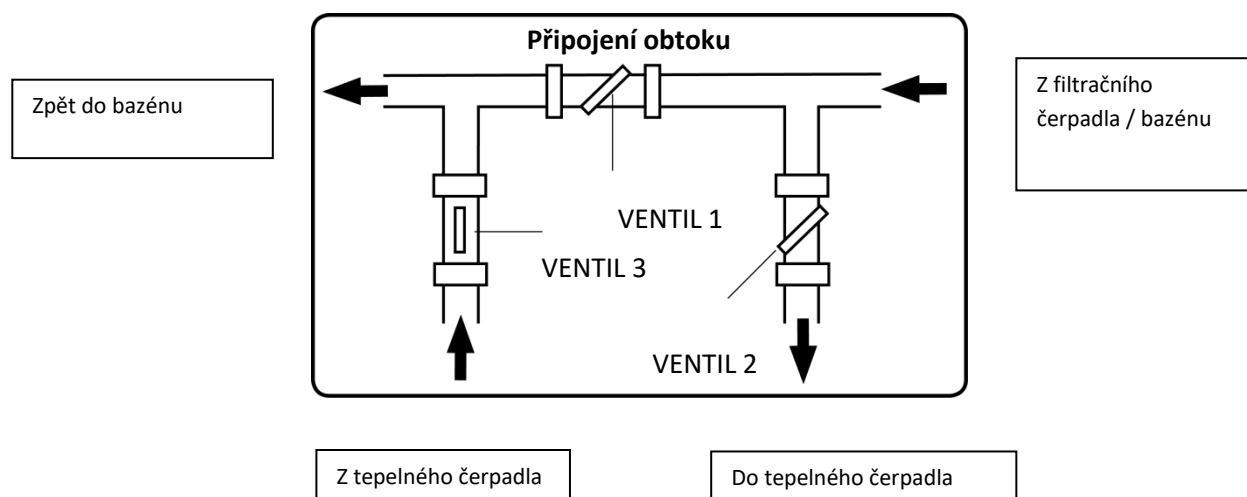 Připojení obtoku
Zpět do bazénu
Z filtračního
čerpadla / bazénu
VENTIL 1
VENTIL 3
VENTIL 2
Z tepelného čerpadla
Do tepelného čerpadla